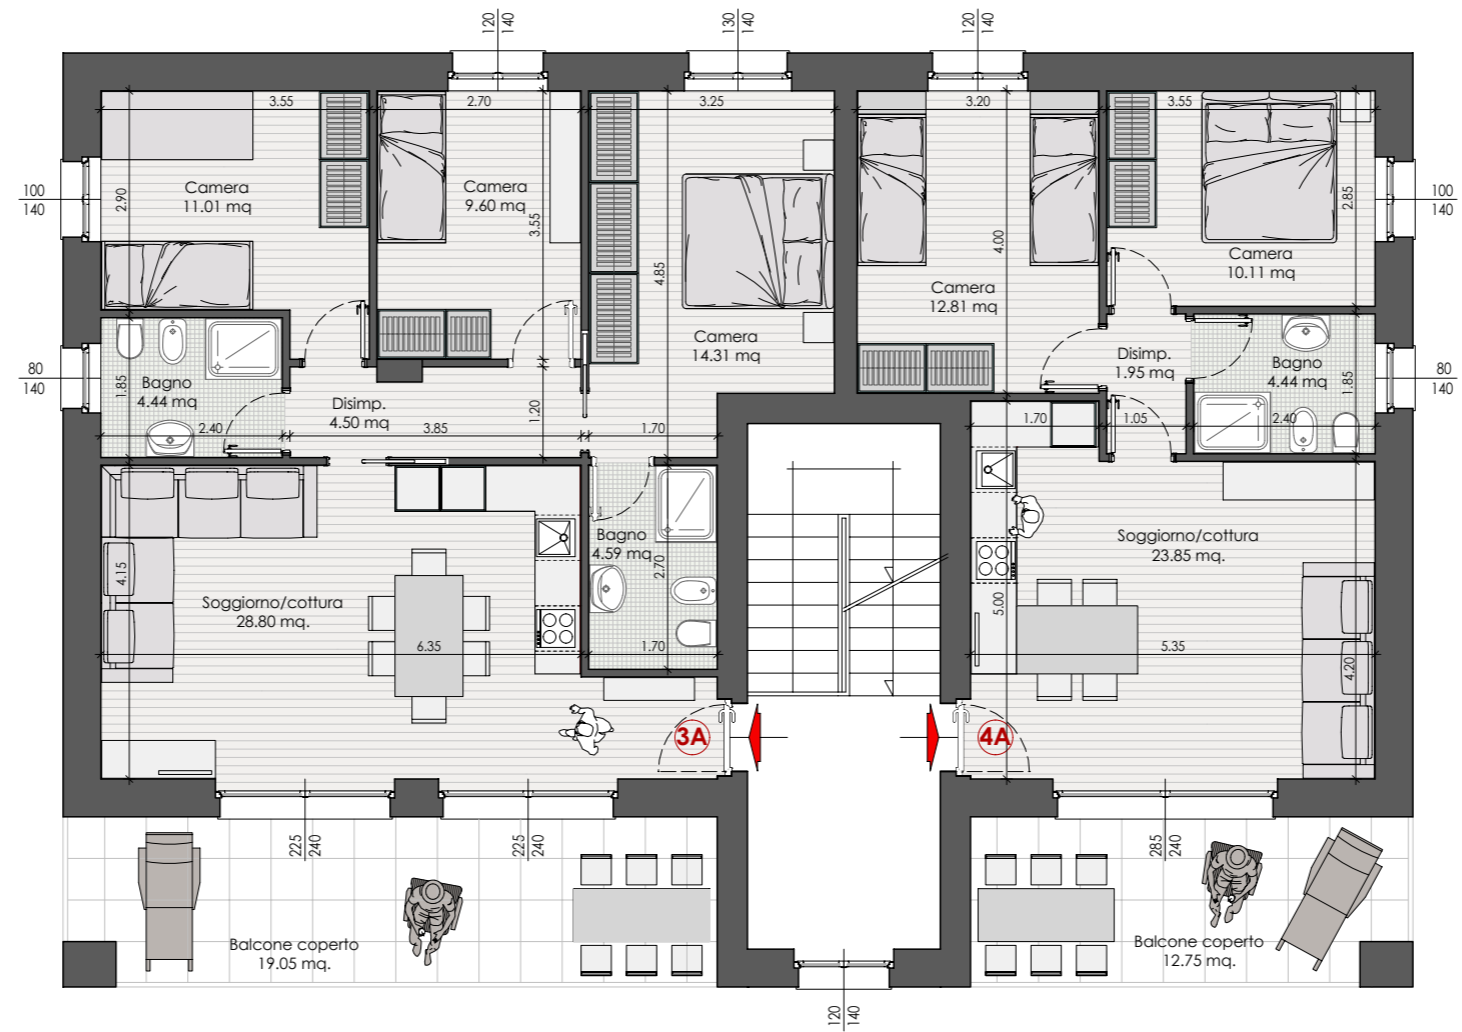 120
140
130
140
120
140
3.55
2.70
3.25
3.20
3.55
100
140
2.90
Camera
11.01 mq
Camera
9.60 mq
3.55
4.85
Camera
14.31 mq
4.00
Camera
12.81 mq
2.85
Camera
10.11 mq
100
140
80
140
1.85
Bagno
4.44 mq
2.40
Disimp.
4.50 mq
3.85
1.20
1.70
Disimp.
1.95 mq
1.70
1.05
Bagno
4.44 mq
2.40
1.85
80
140
4.15
Soggiorno/cottura
28.80 mq.
6.35
Bagno
4.59 mq
2.70
1.70
5.00
Soggiorno/cottura
23.85 mq.
5.35
4.20
3A
4A
225
240
225
240
285
240
Balcone coperto
19.05 mq.
Balcone coperto
12.75 mq.
120
140